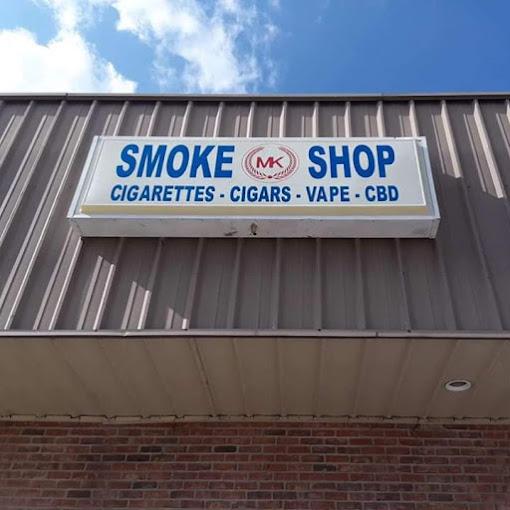 SMOKE MK SHOP
CIGARETTES - CIGARS - VAPE - CBD